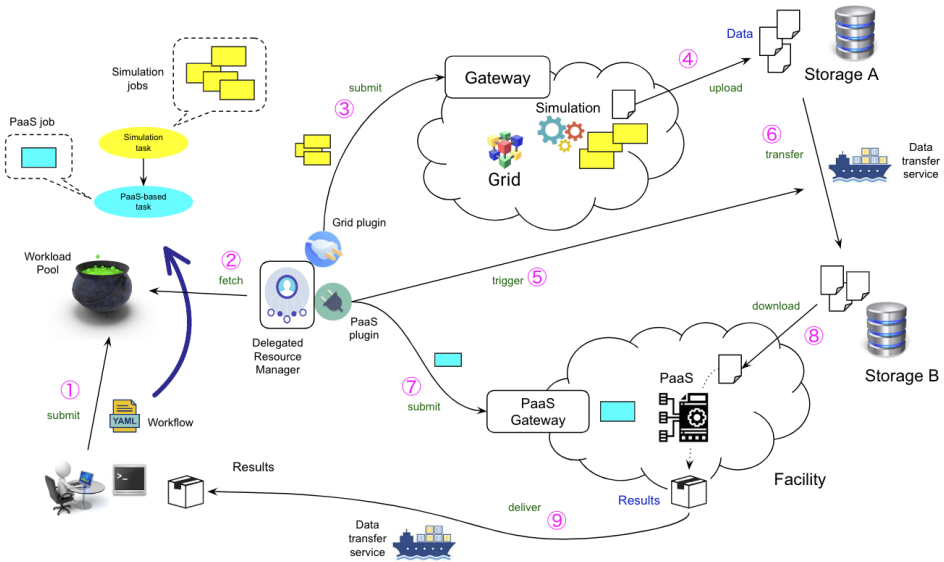 Simulation
jobs
PaaS job
Simulation
task
PaaS-based
task
③
submit
Gateway
Simulation
Grid
④
upload
Data
Storage A
⑥
transfer
Data
transfer
service
Grid plugin
Workload
Pool
②
fetch
trigger ⑤
PaaS
plugin
Delegated
Resource
Manager
download
⑧
Storage B
①
submit
YAML
Workflow
⑦
submit
PaaS
Gateway
PaaS
Facility
>_
Results
Results
deliver
⑨
Data
transfer
service